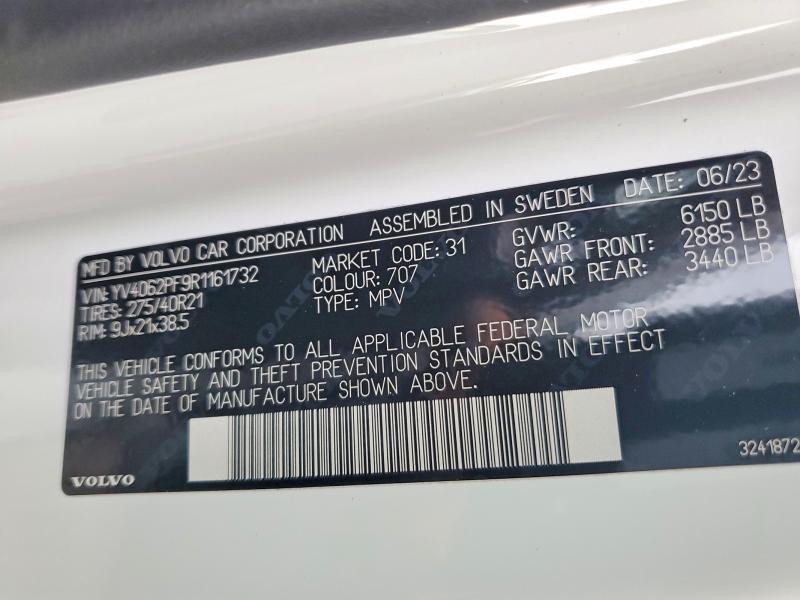 MFD BY VOLVO CAR CORPORATION ASSEMBLED IN SWEDEN DATE: 06/23
VIN: YV4062PF9R1161732 MARKET CODE: 31 GVWR: 6150 LB
TIRES: 275/40R21 COLOUR: 707 GAWR FRONT: 2885 LB
RIM: 9Jx21x38.5 TYPE: MPV GAWR REAR: 3440 LB
THIS VEHICLE CONFORMS TO ALL APPLICABLE FEDERAL MOTOR
VEHICLE SAFETY AND THEFT PREVENTION STANDARDS IN EFFECT
ON THE DATE OF MANUFACTURE SHOWN ABOVE.
VOLVO 3241872